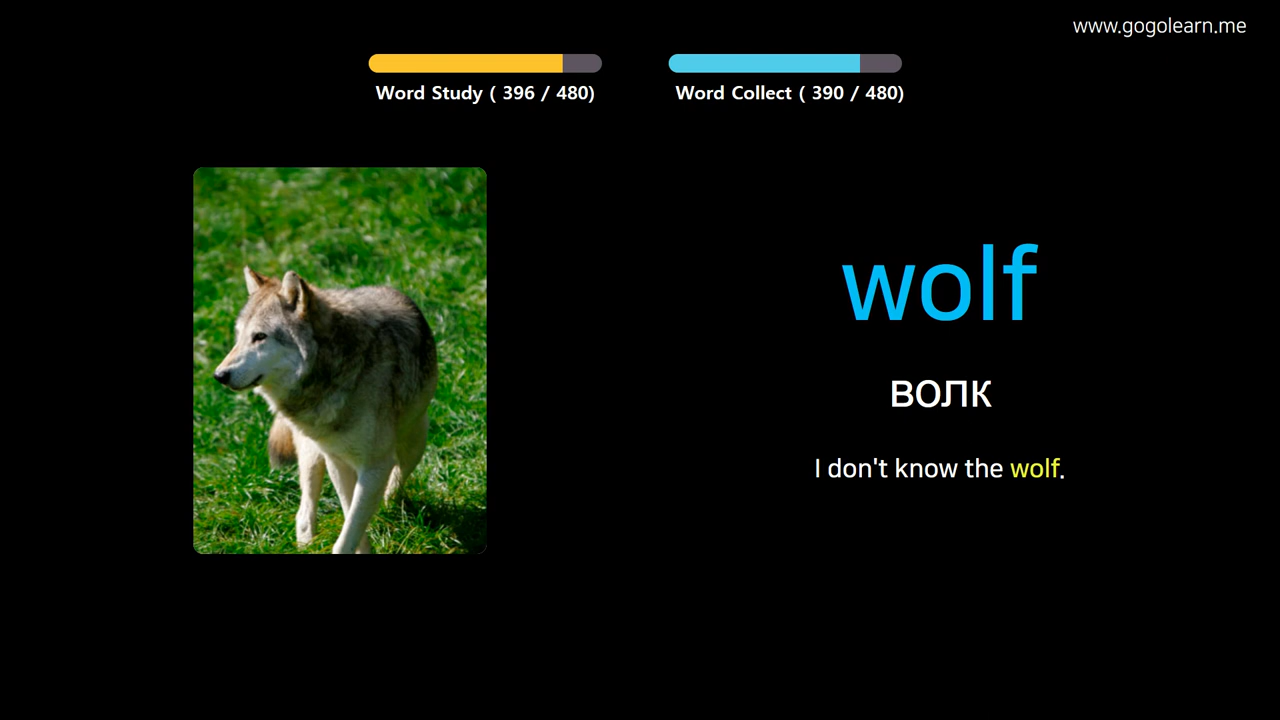 www.gogolearn.me
Word Study ( 396 / 480)
Word Collect ( 390 / 480)
wolf
волк
I don't know the wolf.